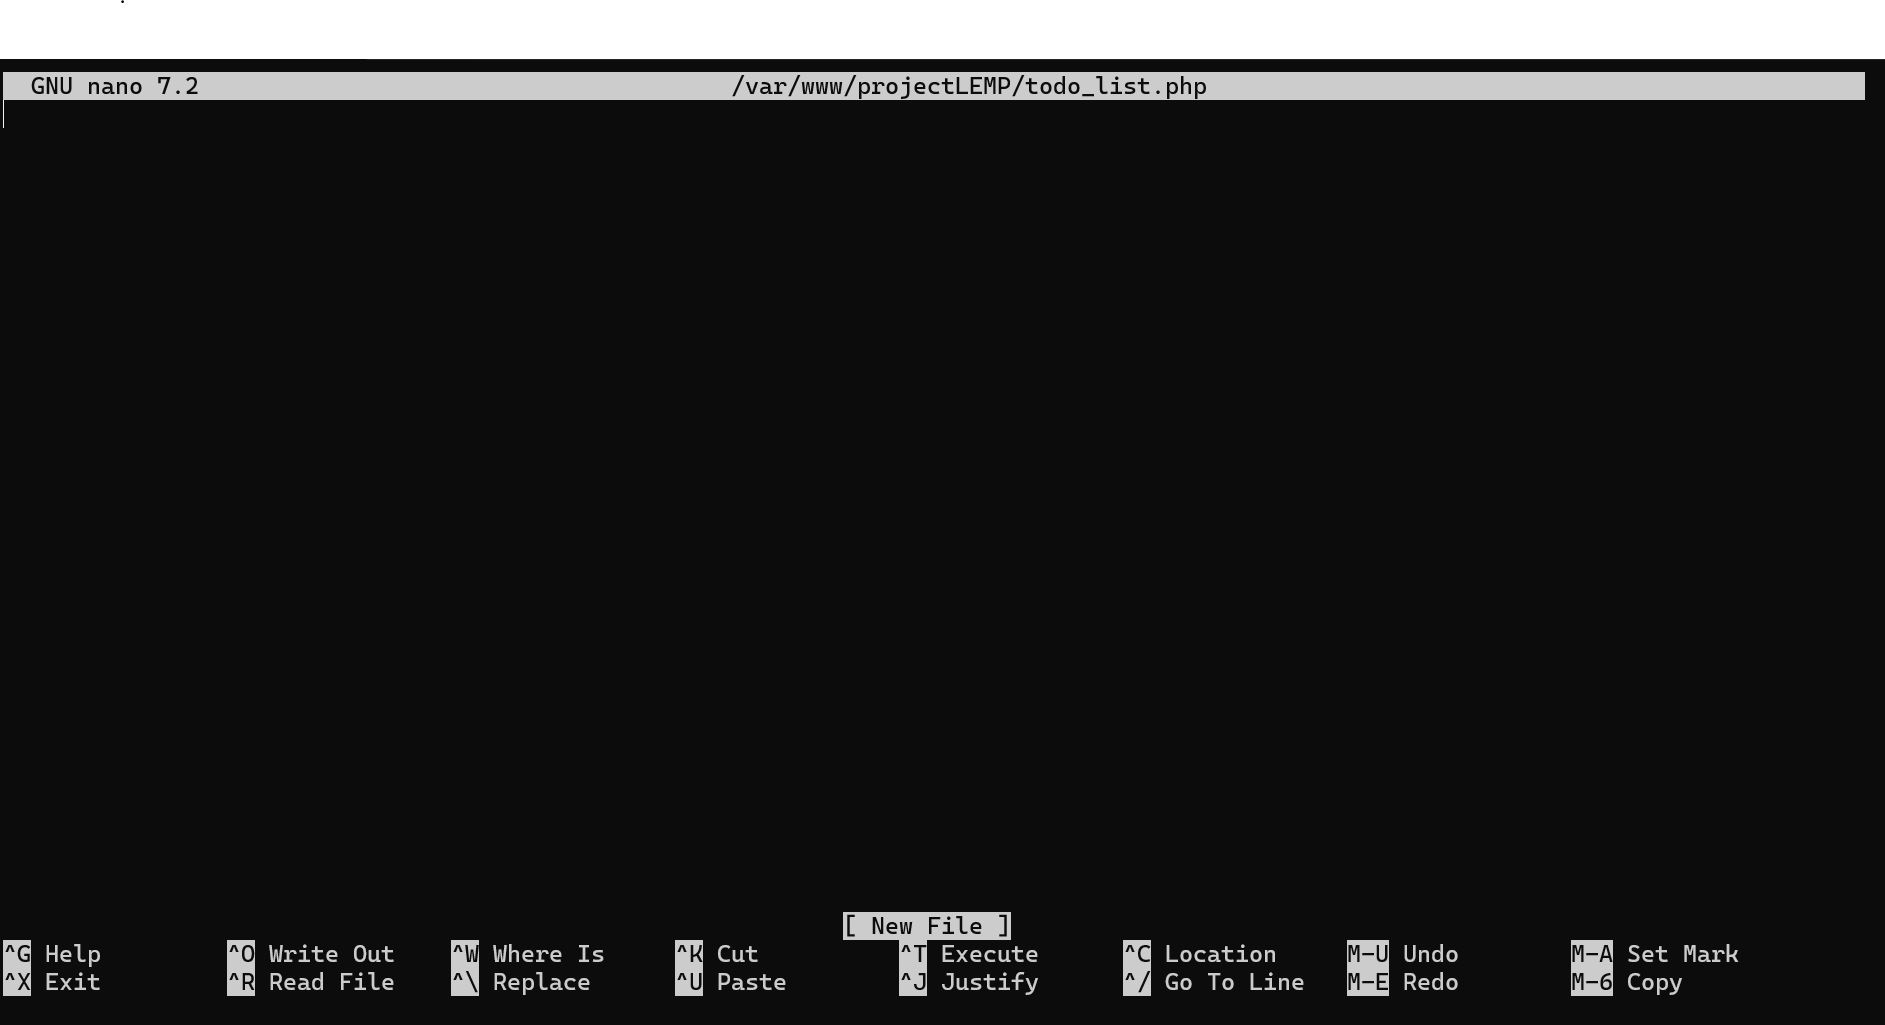 GNU nano 7.2 /var/www/projectLEMP/todo_list.php
[ New File ]
^G Help ^O Write Out ^W Where Is ^K Cut ^T Execute ^C Location M-U Undo M-A Set Mark
^X Exit ^R Read File ^\ Replace ^U Paste ^J Justify ^/ Go To Line M-E Redo M-6 Copy